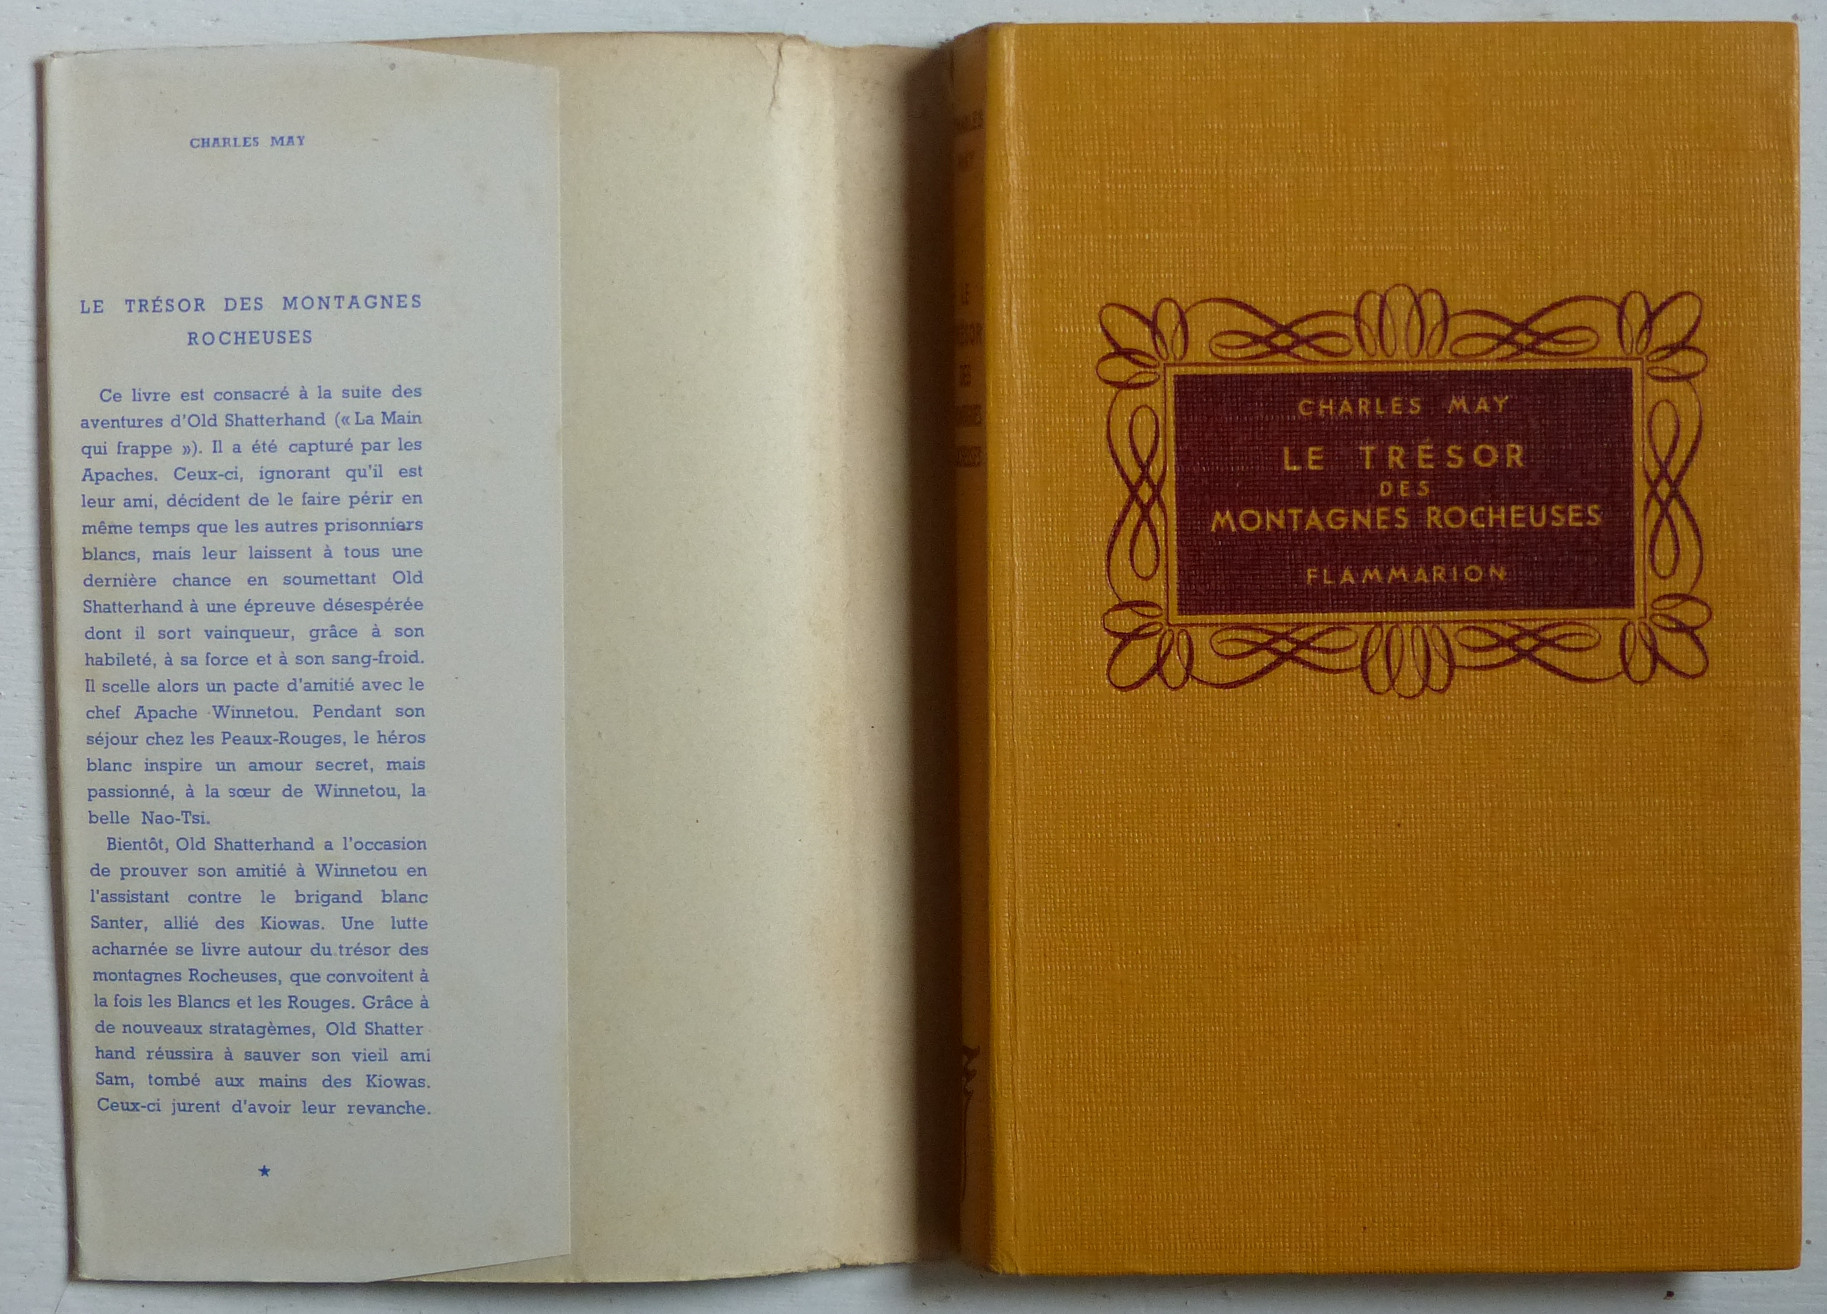 CHARLES MAY
LE TRÉSOR DES MONTAGNES
ROCHEUSES
Ce livre est consacré à la suite des
aventures d'Old Shatterhand (« La Main
qui frappe »). Il a été capturé par les
Apaches. Ceux-ci, ignorant qu'il est
leur ami, décident de le faire périr en
même temps que les autres prisonniers
blancs, mais leur laissent à tous une
dernière chance en soumettant Old
Shatterhand à une épreuve désespérée
dont il sort vainqueur, grâce à son
habileté, à sa force et à son sang-froid.
Il scelle alors un pacte d'amitié avec le
chef Apache Winnetou. Pendant son
séjour chez les Peaux-Rouges, le héros
blanc inspire un amour secret, mais
passionné, à la sœur de Winnetou, la
belle Nao-Tsi.
Bientôt, Old Shatterhand a l'occasion
de prouver son amitié à Winnetou en
l'assistant contre le brigand blanc
Santer, allié des Kiowas. Une lutte
acharnée se livre autour du trésor des
montagnes Rocheuses, que convoitent à
la fois les Blancs et les Rouges. Grâce à
de nouveaux stratagèmes, Old Shatter
hand réussira à sauver son vieil ami
Sam, tombé aux mains des Kiowas.
Ceux-ci jurent d'avoir leur revanche.
CHARLES MAY
LE TRÉSOR
DES
MONTAGNES ROCHEUSES
FLAMMARION